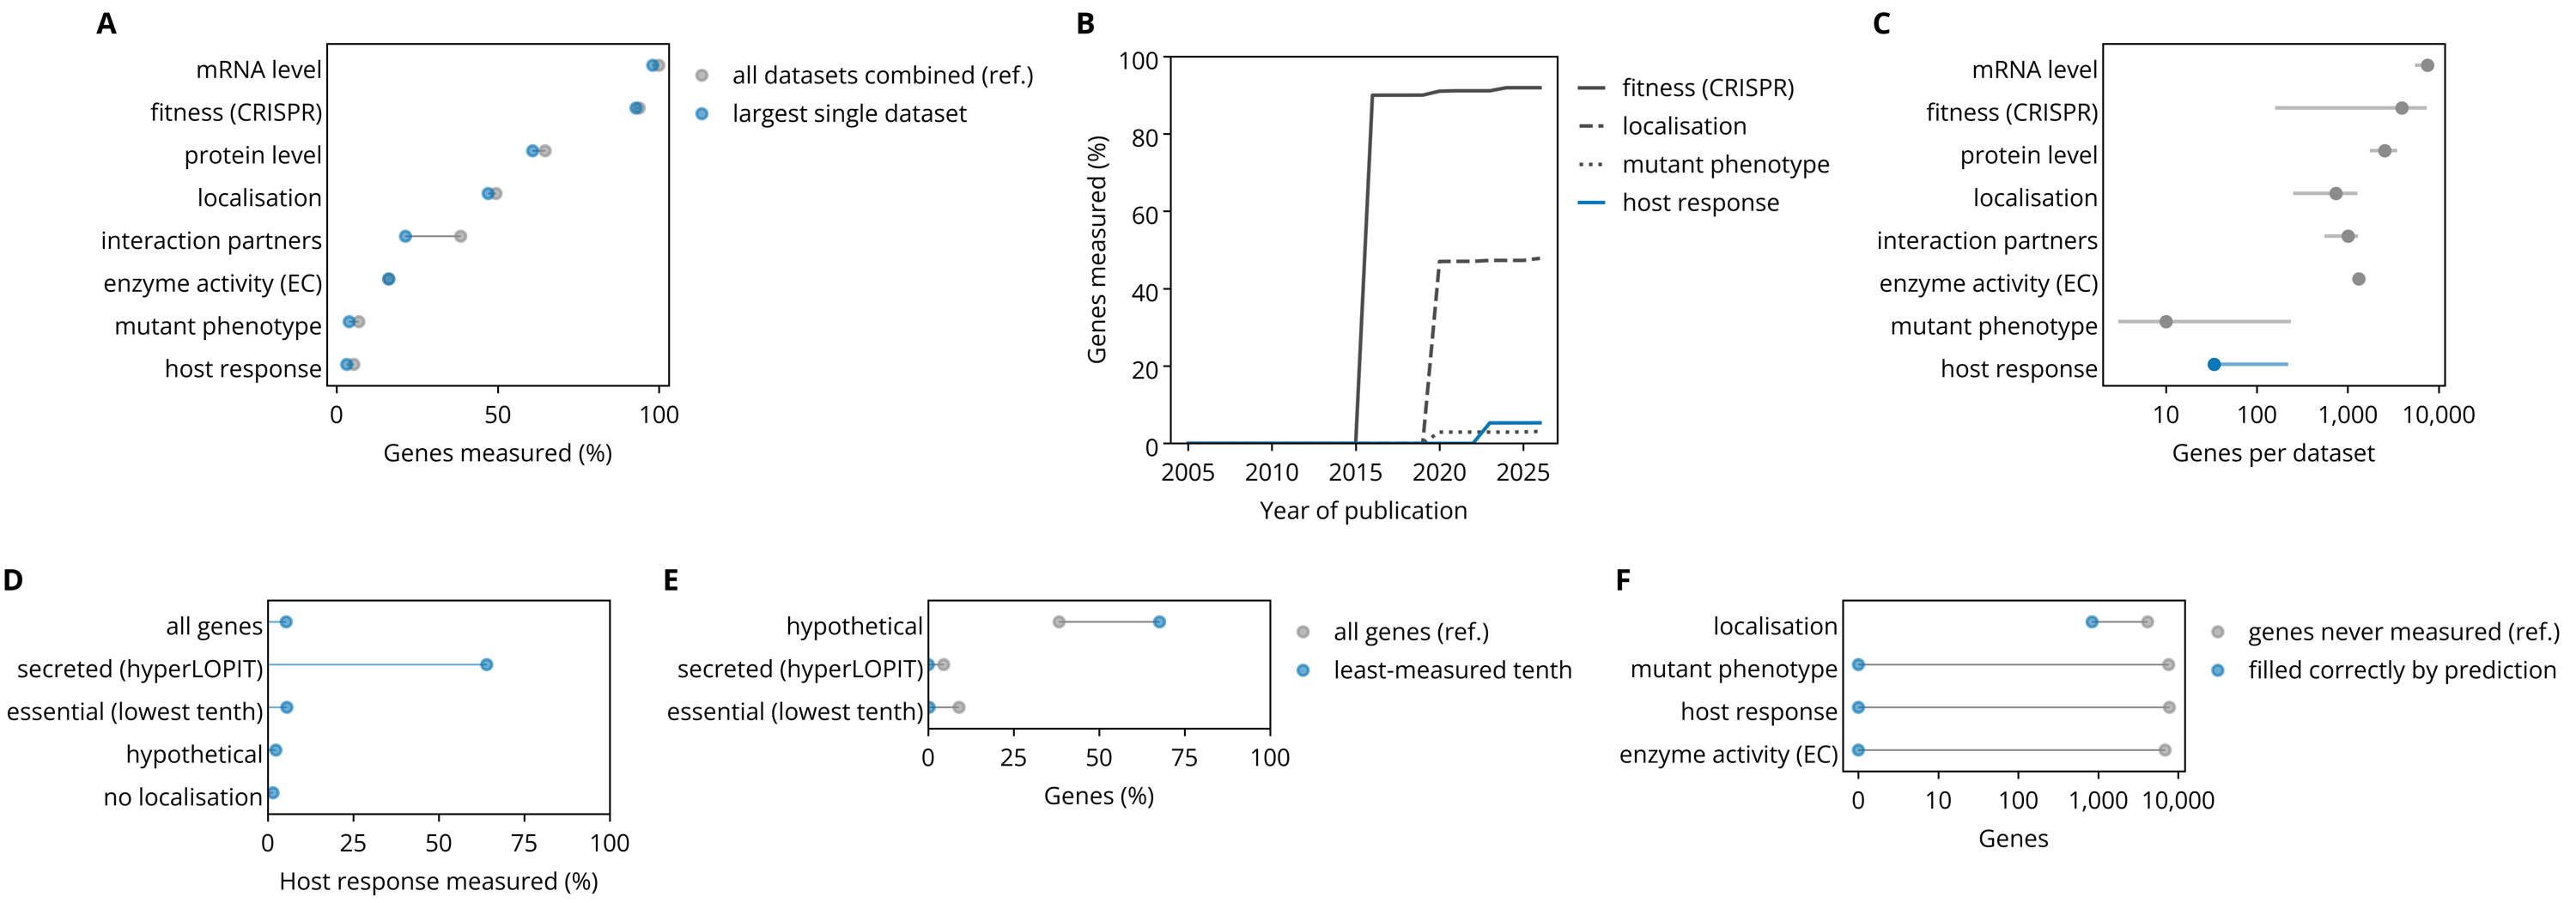 A
mRNA level
fitness (CRISPR)
protein level
localisation
interaction partners
enzyme activity (EC)
mutant phenotype
host response
0 50 100
Genes measured (%)
all datasets combined (ref.)
largest single dataset
B
100
80
60
40
20
0
Genes measured (%)
2005 2010 2015 2020 2025
Year of publication
fitness (CRISPR)
localisation
mutant phenotype
host response
C
mRNA level
fitness (CRISPR)
protein level
localisation
interaction partners
enzyme activity (EC)
mutant phenotype
host response
10 100 1,000 10,000
Genes per dataset
D
all genes
secreted (hyperLOPIT)
essential (lowest tenth)
hypothetical
no localisation
0 25 50 75 100
Host response measured (%)
E
hypothetical
secreted (hyperLOPIT)
essential (lowest tenth)
0 25 50 75 100
Genes (%)
all genes (ref.)
least-measured tenth
F
localisation
mutant phenotype
host response
enzyme activity (EC)
0 10 100 1,000 10,000
Genes
genes never measured (ref.)
filled correctly by prediction